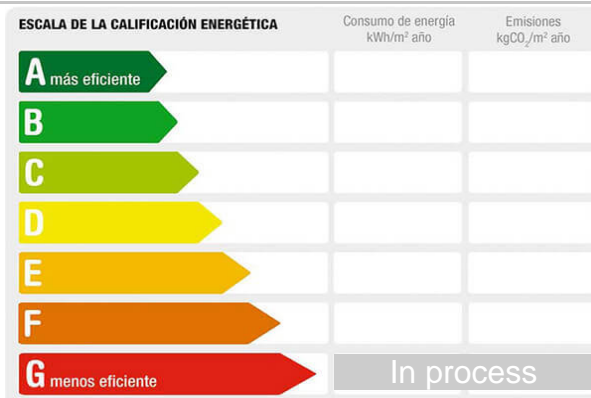 ESCALA DE LA CALIFICACIÓN ENERGÉTICA
Consumo de energía
kWh/m² año
Emisiones
kgCO₂/m² año
A más eficiente
B
C
D
E
F
G menos eficiente
In process